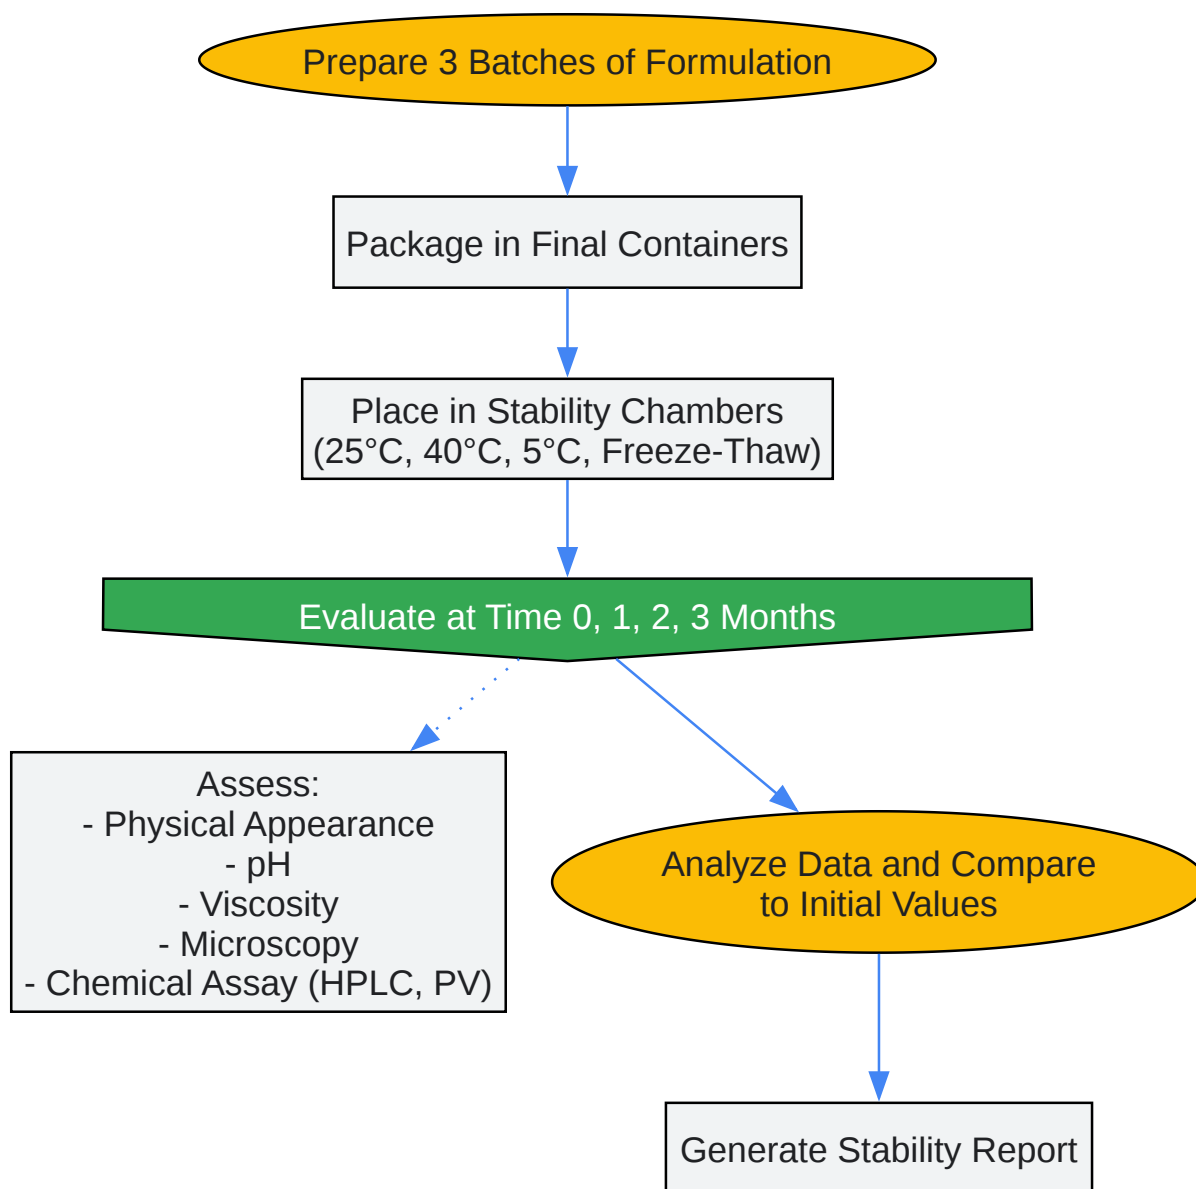 Prepare 3 Batches of Formulation
Package in Final Containers
Place in Stability Chambers
(25°C, 40°C, 5°C, Freeze-Thaw)
Evaluate at Time 0, 1, 2, 3 Months
Assess:
- Physical Appearance
- pH
- Viscosity
- Microscopy
- Chemical Assay (HPLC, PV)
Analyze Data and Compare
to Initial Values
Generate Stability Report